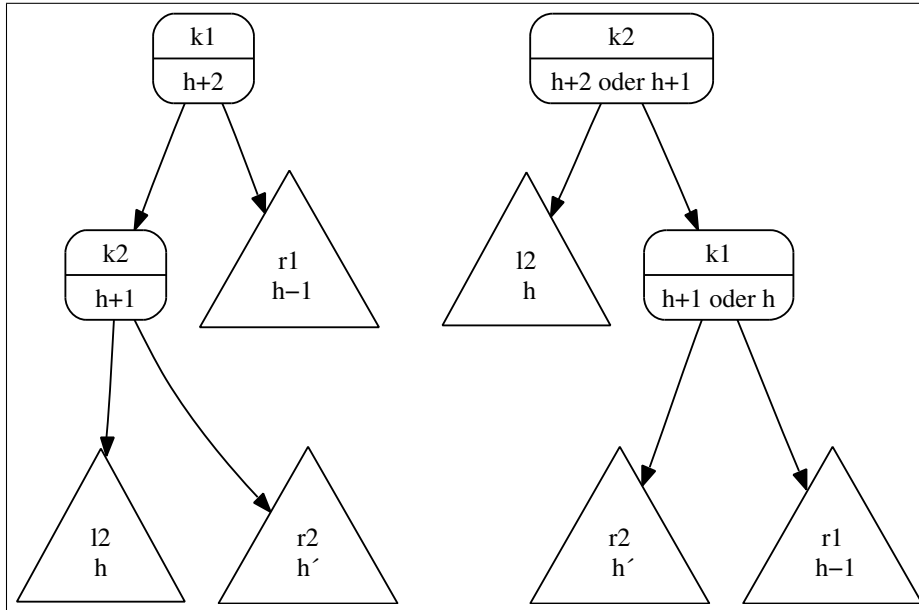 k1
h+2
k2
h+1
r1
h−1
l2
h
r2
h´
k2
h+2 oder h+1
l2
h
k1
h+1 oder h
r2
h´
r1
h−1